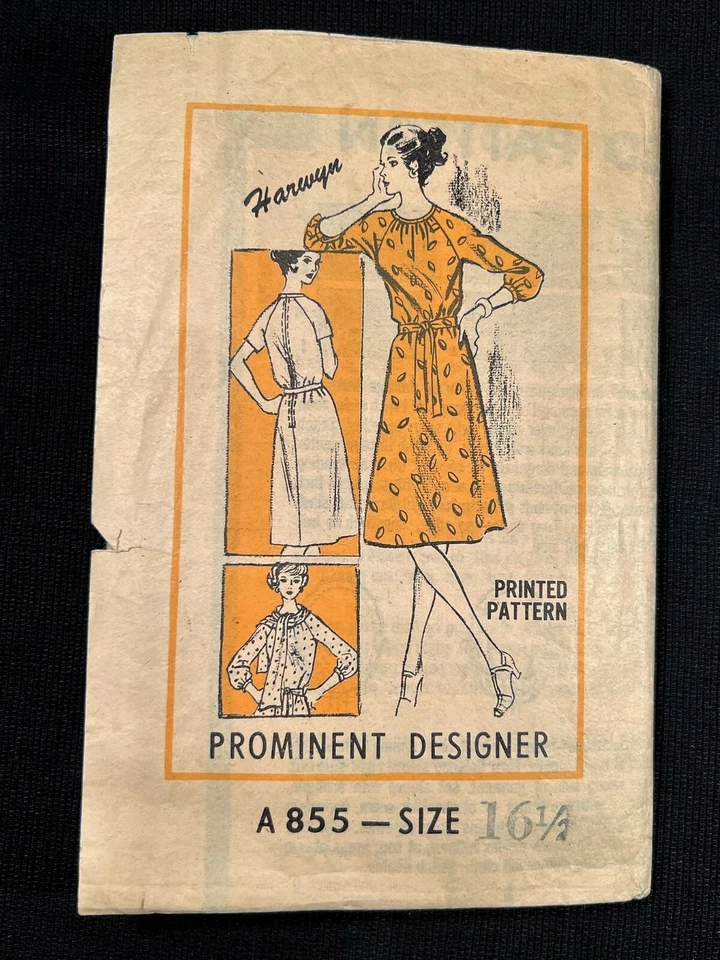 Harwyn
PRINTED
PATTERN
PROMINENT DESIGNER
A 855 — SIZE 16½